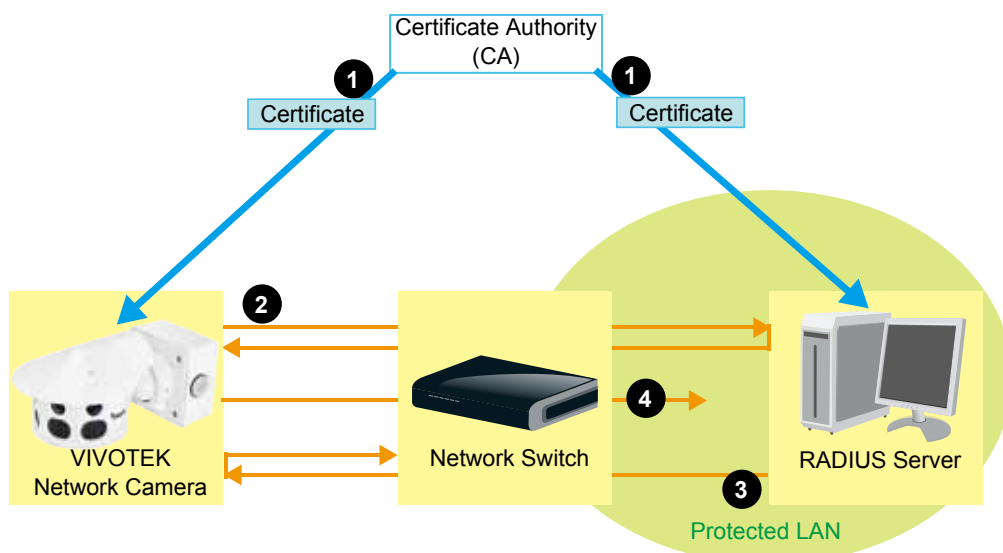 Certificate Authority
(CA)
1
1
Certificate
Certificate
2
4
VIVOTEK
Network Camera
Network Switch
RADIUS Server
3
Protected LAN